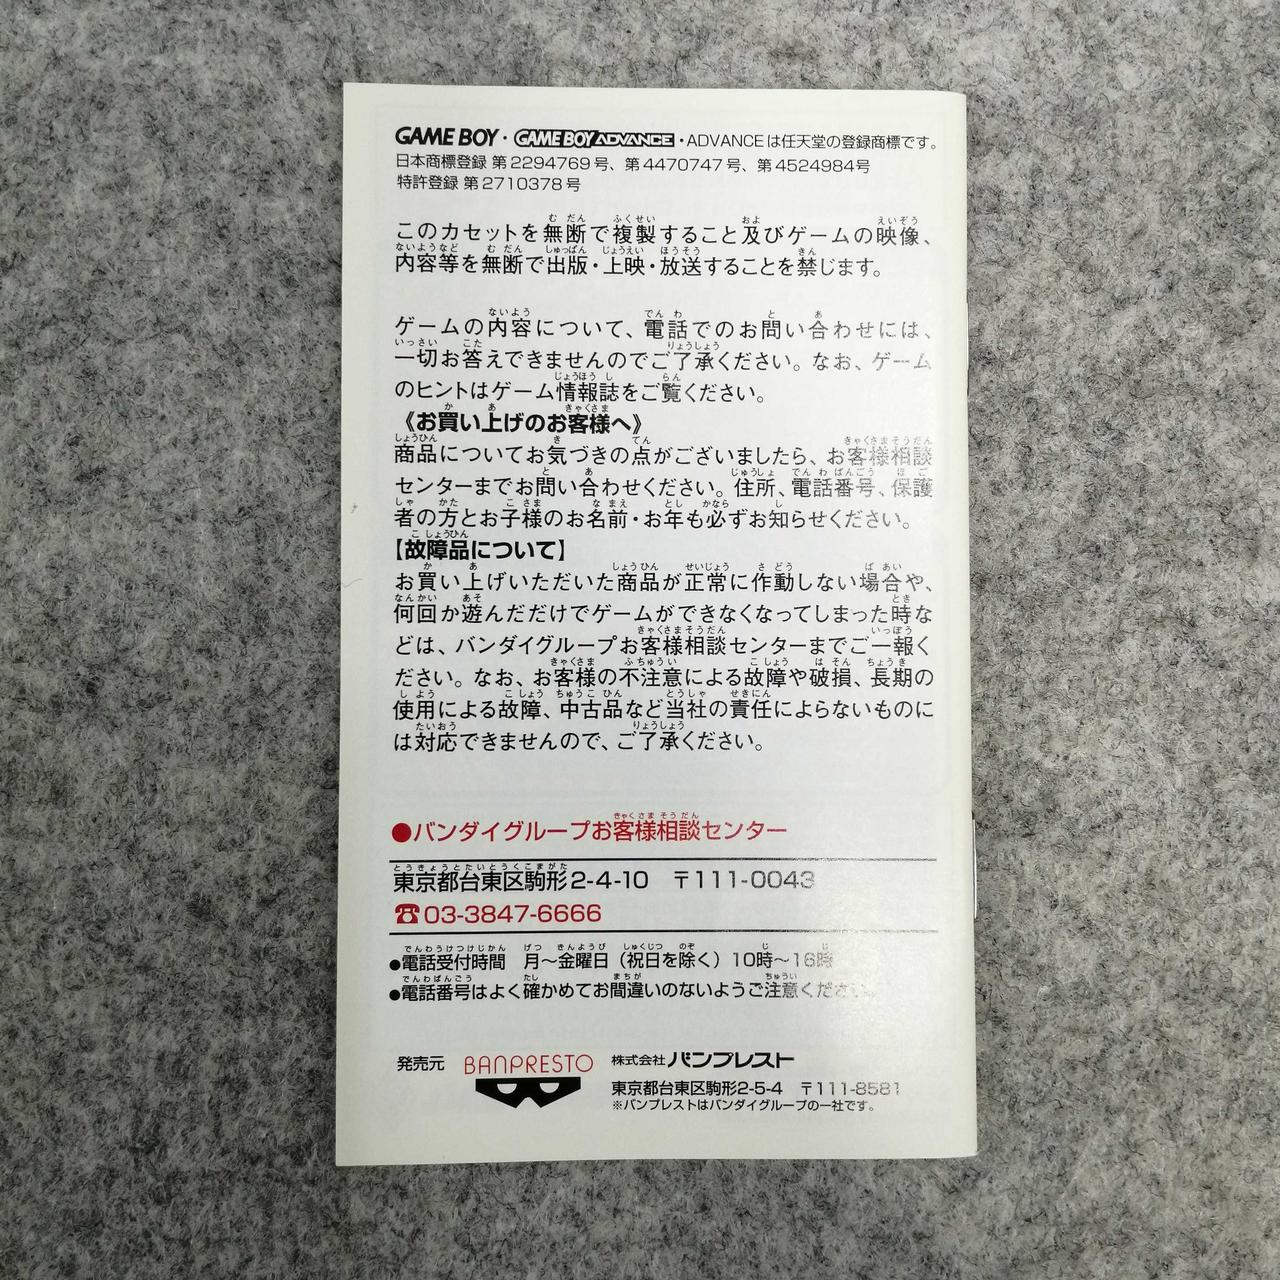 GAME BOY・GAME BOY ADVANCE・ADVANCEは任天堂の登録商標です。
日本商標登録 第2294769号、第4470747号、第4524984号
特許登録 第2710378号
このカセットを無断で複製すること及びゲームの映像、
内容等を無断で出版・上映・放送することを禁じます。
ゲームの内容について、電話でのお問い合わせには、
一切お答えできませんのでご了承ください。なお、ゲーム
のヒントはゲーム情報誌をご覧ください。
《お買い上げのお客様へ》
商品についてお気づきの点がございましたら、お客様相談
センターまでお問い合わせください。住所、電話番号、保護
者の方とお子様のお名前・お年も必ずお知らせください。
【故障品について】
お買い上げいただいた商品が正常に作動しない場合や、
何回か遊んだだけでゲームができなくなってしまった時な
どは、バンダイグループお客様相談センターまでご一報く
ださい。なお、お客様の不注意による故障や破損、長期の
使用による故障、中古品など当社の責任によらないものに
は対応できませんので、ご了承ください。
●バンダイグループお客様相談センター
東京都台東区駒形2-4-10 〒111-0043
☎03-3847-6666
●電話受付時間 月〜金曜日（祝日を除く）10時〜16時
●電話番号はよく確かめてお間違いのないようご注意ください。
発売元 BANPRESTO 株式会社バンプレスト
東京都台東区駒形2-5-4 〒111-8581
※バンプレストはバンダイグループの一社です。